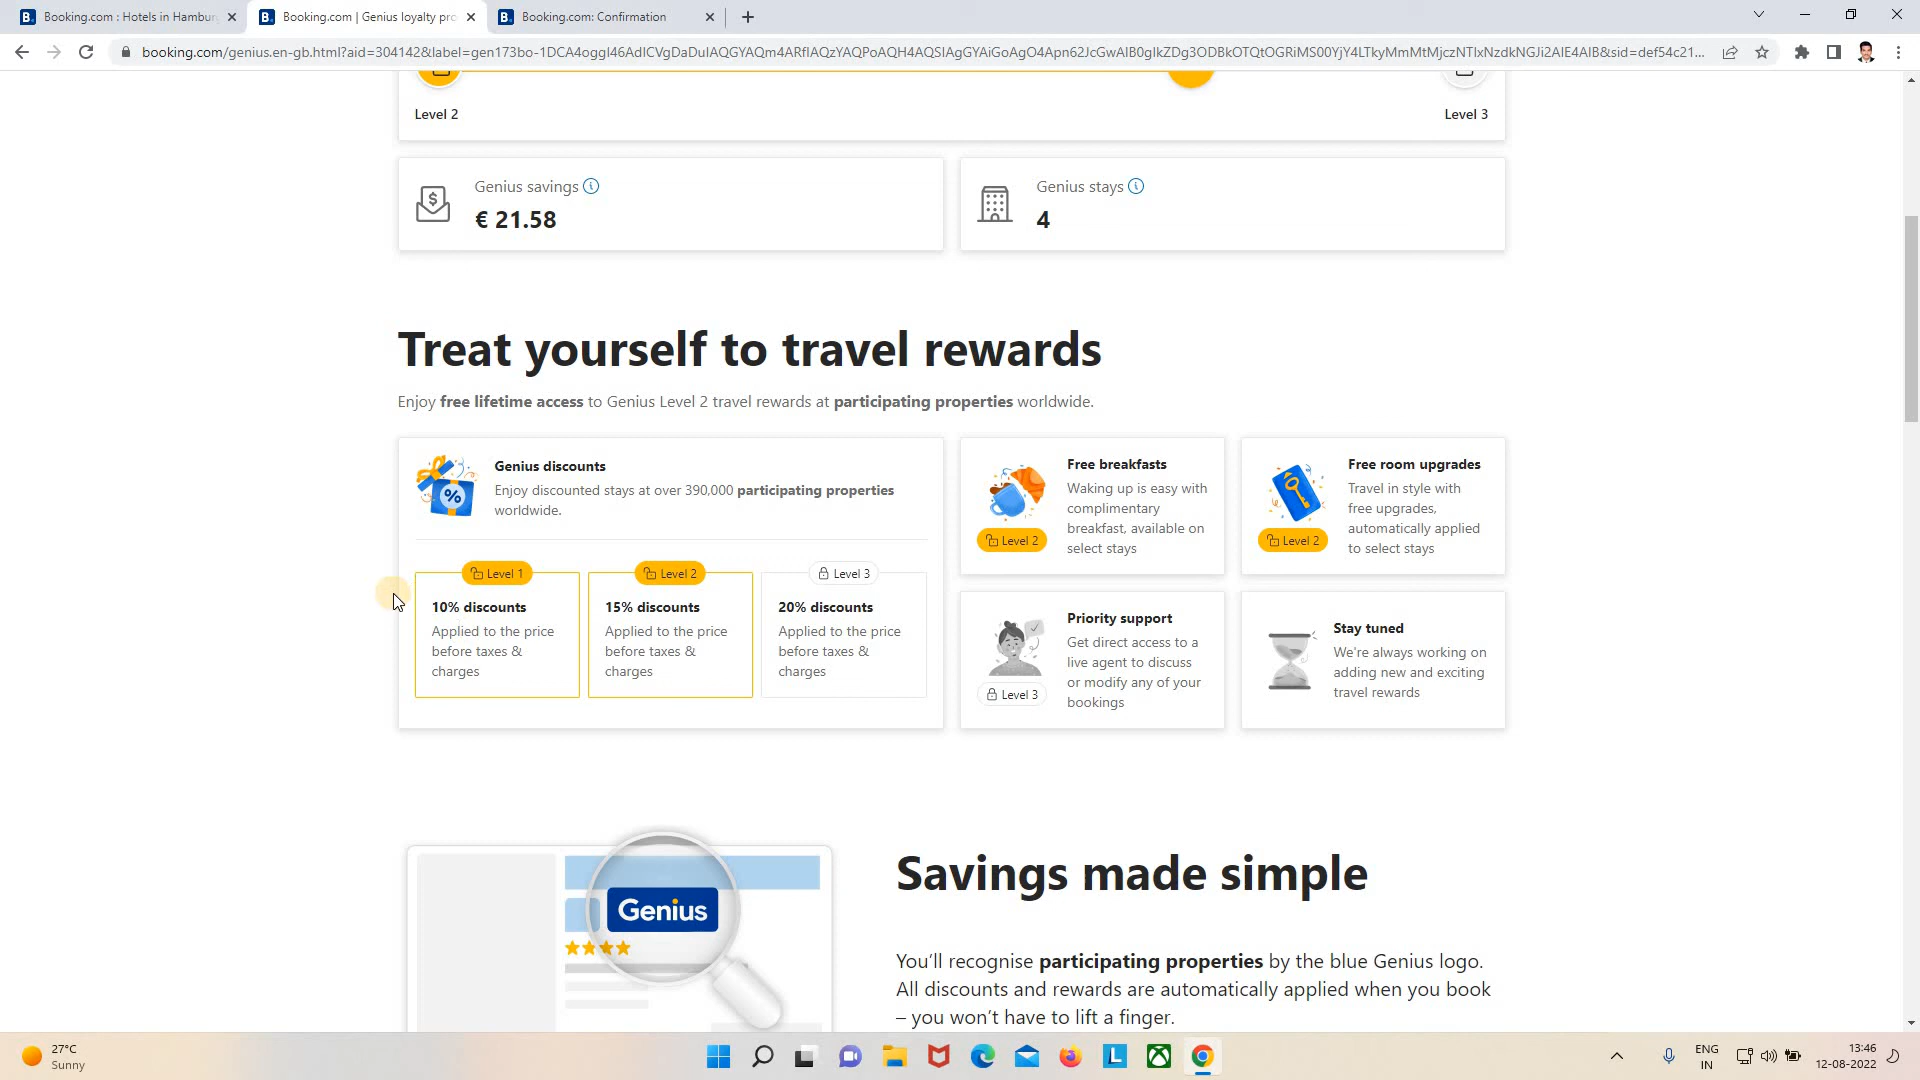 Booking.com : Hotels in Hambur
Booking.com | Genius loyalty pro
Booking.com: Confirmation
booking.com/genius.en-gb.html?aid=304142&label=
Level 2
Level 3
Genius savings
€ 21.58
Genius stays
4
Treat yourself to travel rewards
Enjoy free lifetime access to Genius Level 2 travel rewards at participating properties worldwide.
Genius discounts
Enjoy discounted stays at over 390,000 participating properties
worldwide.
%
Level 1
10% discounts
Applied to the price
before taxes &
charges
Level 2
15% discounts
Applied to the price
before taxes &
charges
Level 3
20% discounts
Applied to the price
before taxes &
charges
Free breakfasts
Waking up is easy with
complimentary
breakfast, available on
select stays
Level 2
Free room upgrades
Travel in style with
free upgrades,
automatically applied
to select stays
Level 2
Priority support
Get direct access to a
live agent to discuss
or modify any of your
bookings
Level 3
Stay tuned
We're always working on
adding new and exciting
travel rewards
Genius
Savings made simple
You'll recognise participating properties by the blue Genius logo.
All discounts and rewards are automatically applied when you book
– you won't have to lift a finger.
27°C
Sunny
ENG
IN
13:46
12-08-2022